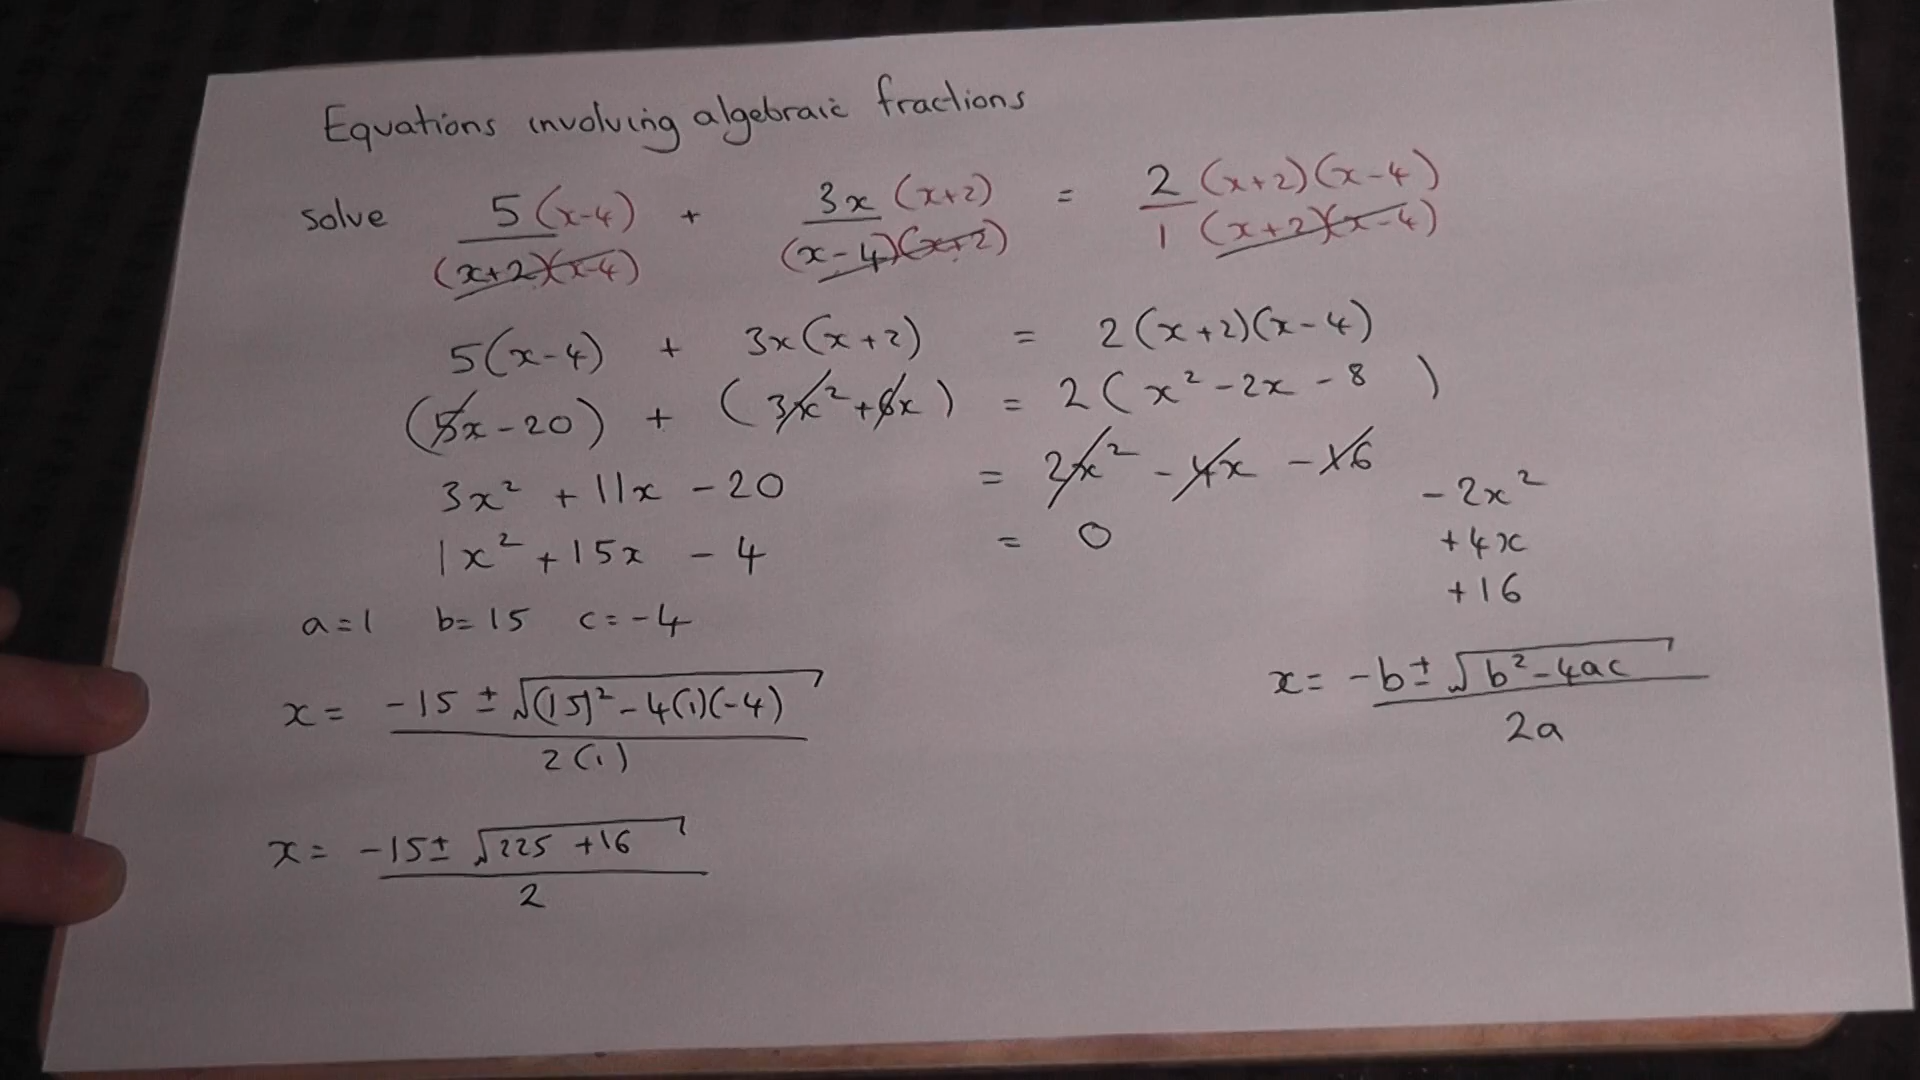 Equations involving algebraic fractions
solve 5(x-4)/(x+2)(x-4) + 3x(x+2)/(x-4)(x+2) = 2(x+2)(x-4)/1(x+2)(x-4)
5(x-4) + 3x(x+2) = 2(x+2)(x-4)
(5x-20) + (3x²+6x) = 2(x²-2x-8 )
3x² + 11x - 20 = 2x² - 4x - 16
-2x²
1x² + 15x - 4 = 0
+4x
+16
a=1 b=15 c=-4
x= -15 ± √(15)²-4(1)(-4) / 2(1)
x= -b ± √b²-4ac / 2a
x= -15 ± √225 +16 / 2